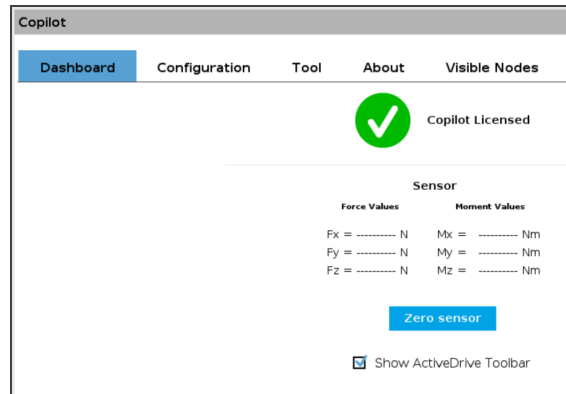 Copilot
Dashboard Configuration Tool About Visible Nodes
Copilot Licensed
Sensor
Force Values Moment Values
Fx = ---------- N Mx = ---------- Nm
Fy = ---------- N My = ---------- Nm
Fz = ---------- N Mz = ---------- Nm
Zero sensor
Show ActiveDrive Toolbar